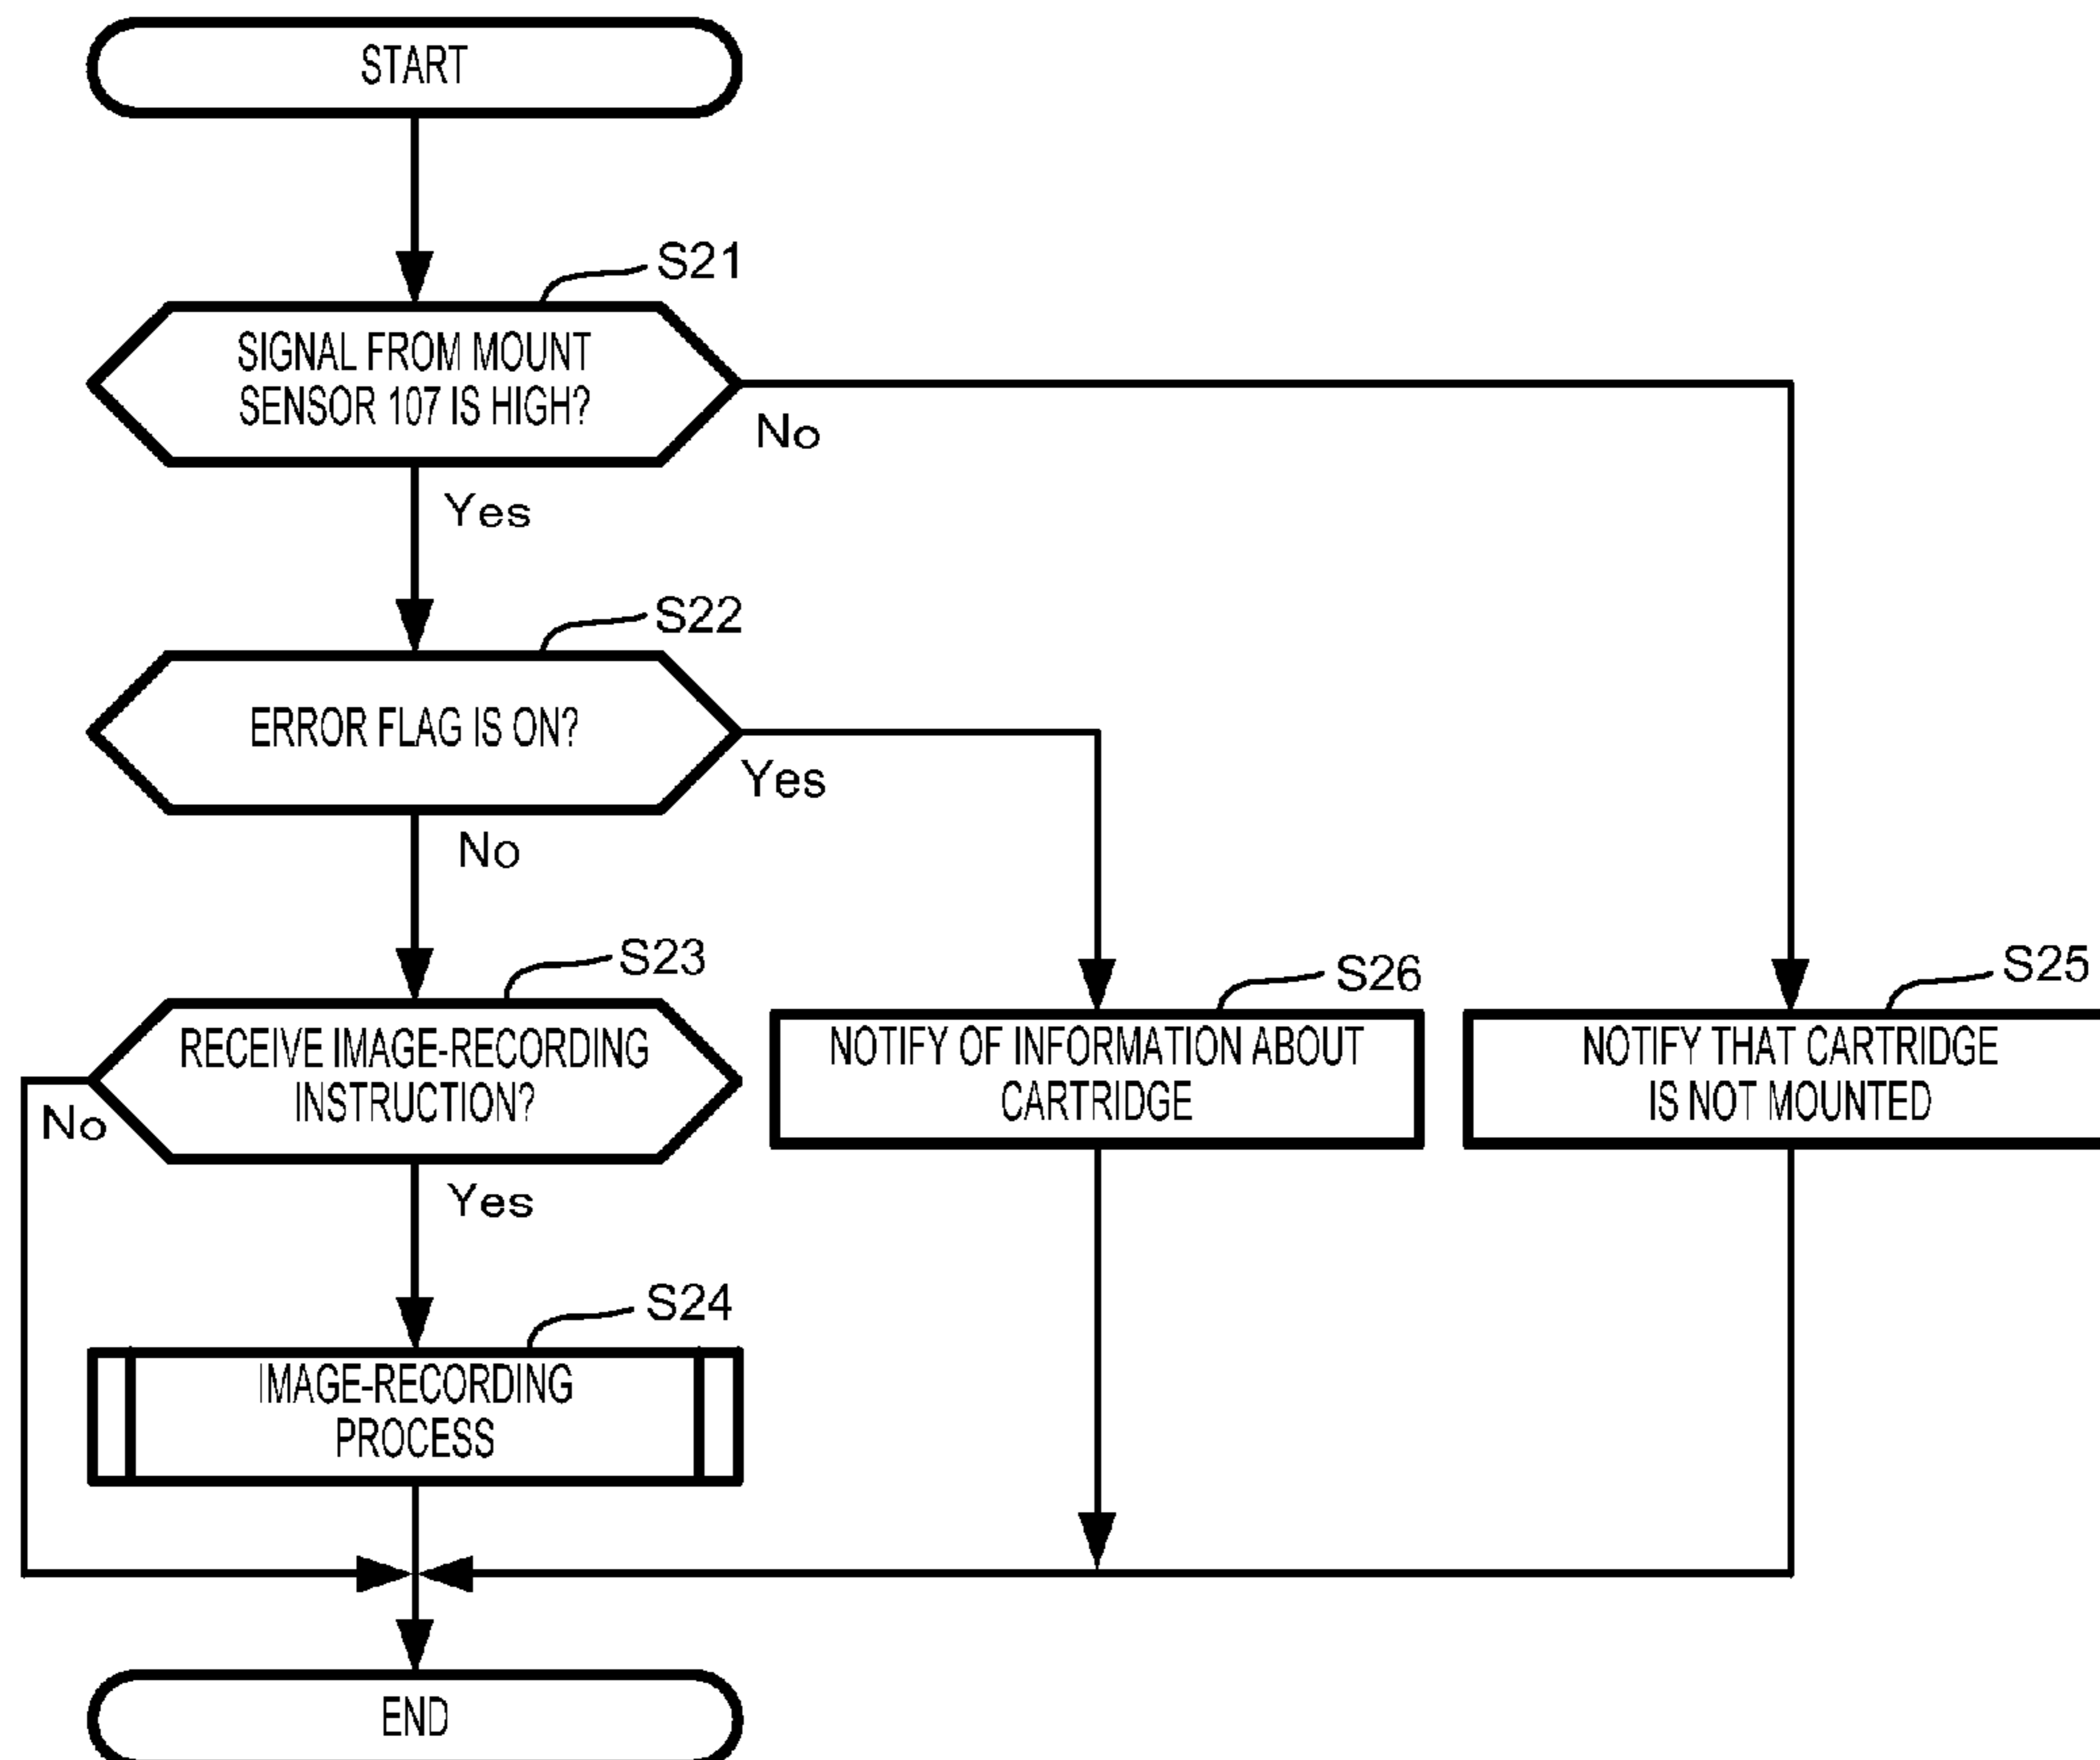 START
S21
SIGNAL FROM MOUNT
SENSOR 107 IS HIGH?
No
Yes
S22
ERROR FLAG IS ON?
Yes
No
S23
RECEIVE IMAGE-RECORDING
INSTRUCTION?
No
Yes
S26
NOTIFY OF INFORMATION ABOUT
CARTRIDGE
S25
NOTIFY THAT CARTRIDGE
IS NOT MOUNTED
S24
IMAGE-RECORDING
PROCESS
END